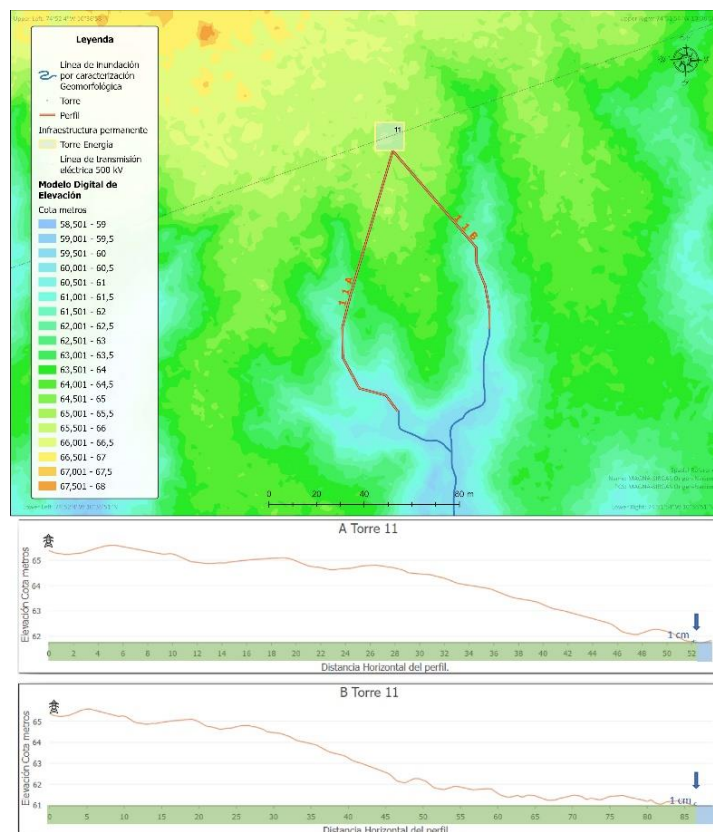 Leyenda
Línea de inundación
por caracterización
Geomorfológica
Torre
Perfil
Infraestructura permanente
Torre Energía
Línea de transmisión
eléctrica 500 kV
Modelo Digital de
Elevación
Cota metros
58,501 - 59
59,001 - 59,5
59,501 - 60
60,001 - 60,5
60,501 - 61
61,001 - 61,5
61,501 - 62
62,001 - 62,5
62,501 - 63
63,001 - 63,5
63,501 - 64
64,001 - 64,5
64,501 - 65
65,001 - 65,5
65,501 - 66
66,001 - 66,5
66,501 - 67
67,001 - 67,5
67,501 - 68
11
11A
11B
0 20 40 80 m
A Torre 11
Elevación Cota metros
65
64
63
62
1 cm
0 2 4 6 8 10 12 14 16 18 20 22 24 26 28 30 32 34 36 38 40 42 44 46 48 50 52
Distancia Horizontal del perfil.
B Torre 11
Elevación Cota metros
65
64
63
62
61
1 cm
0 5 10 15 20 25 30 35 40 45 50 55 60 65 70 75 80 85
Distancia Horizontal del perfil.